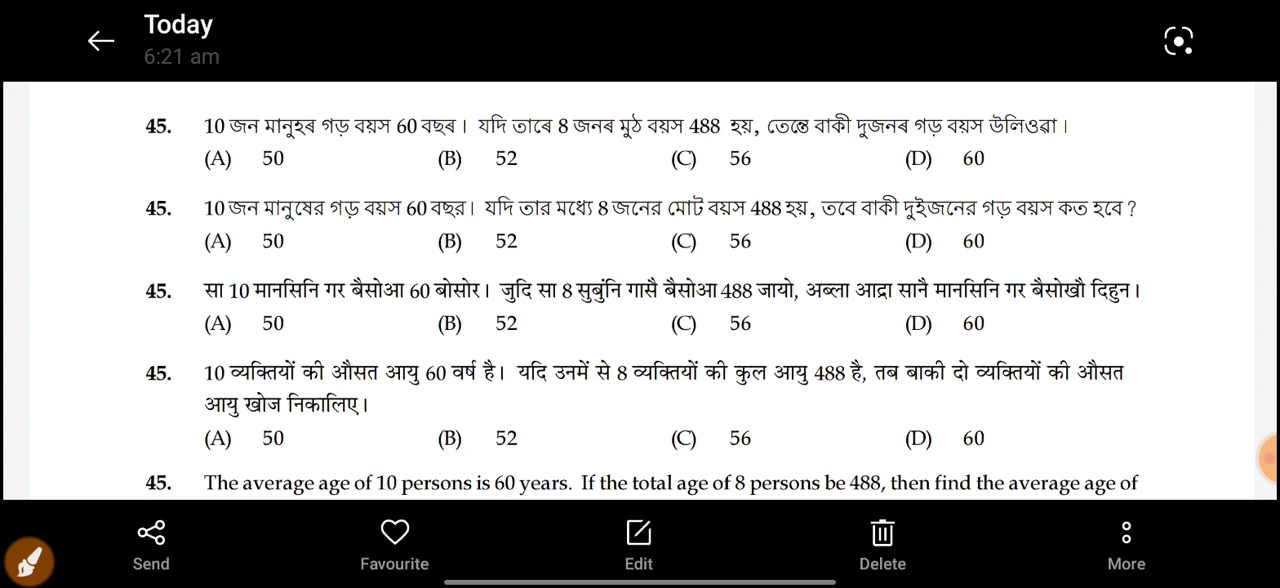 Today
6:21 am
45. 10 জন মানুহৰ গড় বয়স 60 বছৰ। যদি তাৰে 8 জনৰ মুঠ বয়স 488 হয়, তেন্তে বাকী দুজনৰ গড় বয়স উলিওৱা।
(A) 50 (B) 52 (C) 56 (D) 60
45. 10 জন মানুষের গড় বয়স 60 বছর। যদি তার মধ্যে 8 জনের মোট বয়স 488 হয়, তবে বাকী দুইজনের গড় বয়স কত হবে ?
(A) 50 (B) 52 (C) 56 (D) 60
45. सा 10 मानसिनि गर बैसोआ 60 बोसोर। जुदि सा 8 सुबुंनि गासै बैसोआ 488 जायो, अब्ला आद्रा सानै मानसिनि गर बैसोखौ दिहुन।
(A) 50 (B) 52 (C) 56 (D) 60
45. 10 व्यक्तियों की औसत आयु 60 वर्ष है। यदि उनमें से 8 व्यक्तियों की कुल आयु 488 है, तब बाकी दो व्यक्तियों की औसत
आयु खोज निकालिए।
(A) 50 (B) 52 (C) 56 (D) 60
45. The average age of 10 persons is 60 years. If the total age of 8 persons be 488, then find the average age of
Send Favourite Edit Delete More